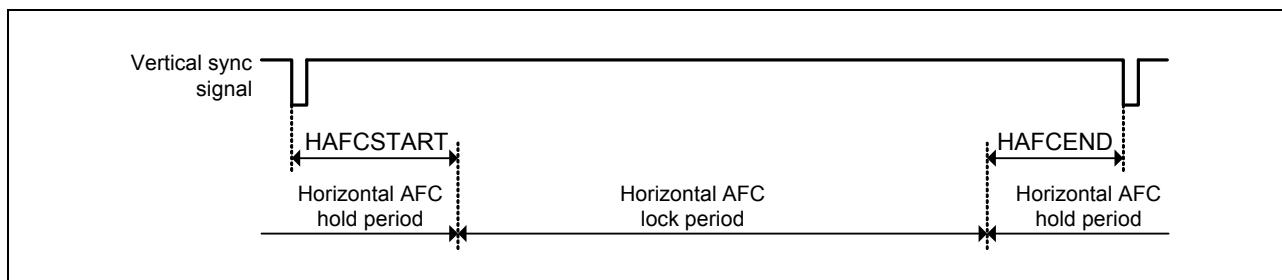 Vertical sync
signal
HAFCSTART
HAFCEND
Horizontal AFC
hold period
Horizontal AFC
lock period
Horizontal AFC
hold period